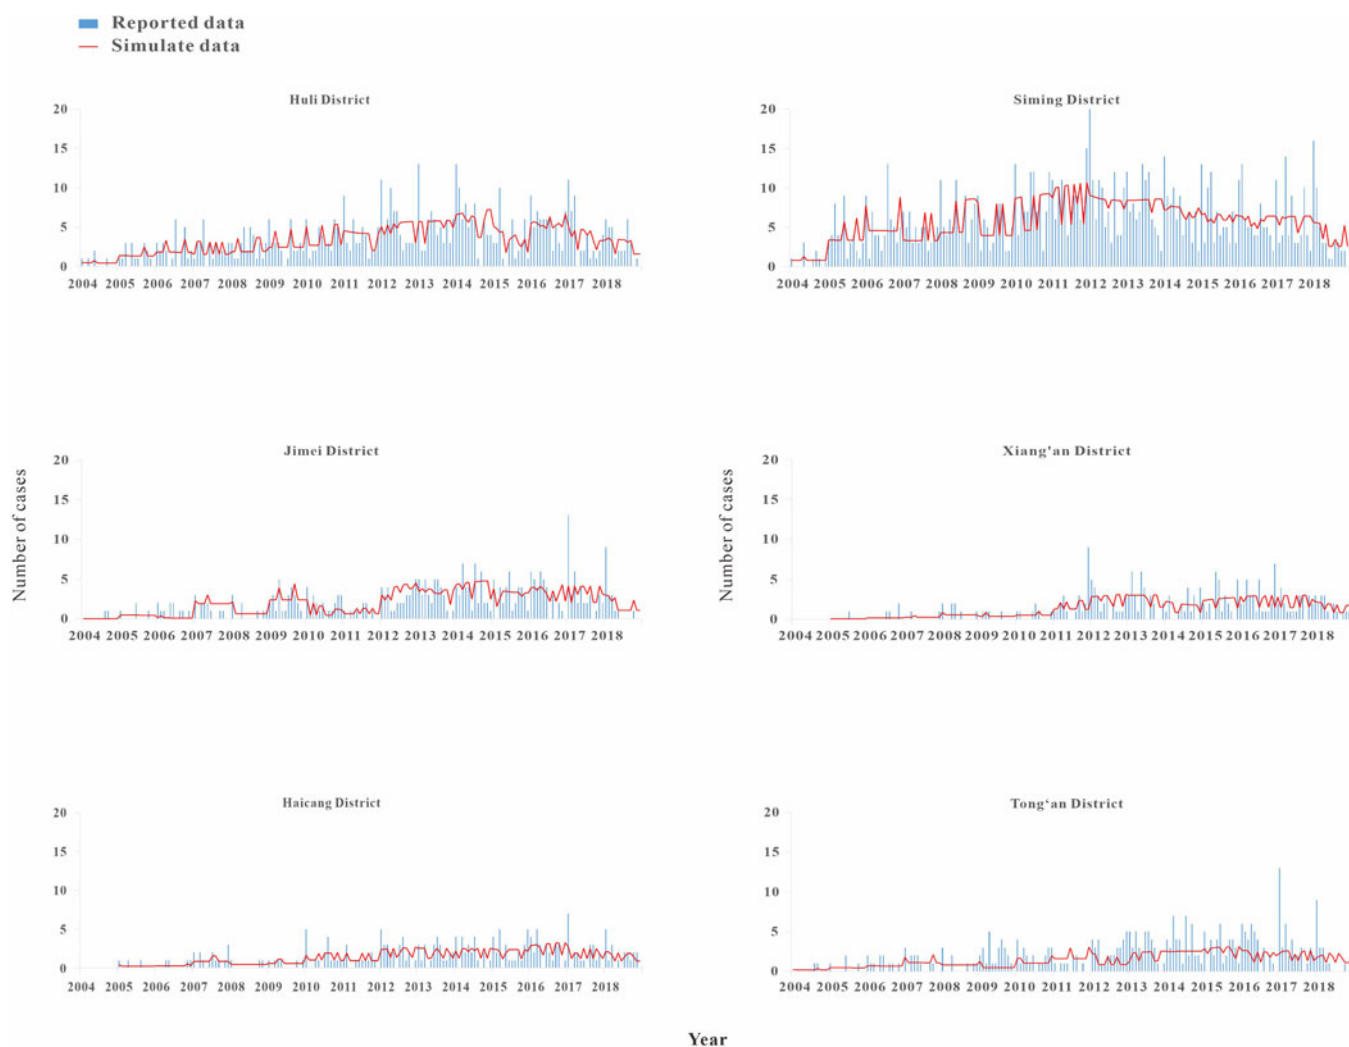 Reported data
Simulate data
Huli District
20
15
10
5
0
2004 2005 2006 2007 2008 2009 2010 2011 2012 2013 2014 2015 2016 2017 2018
Siming District
20
15
10
5
0
2004 2005 2006 2007 2008 2009 2010 2011 2012 2013 2014 2015 2016 2017 2018
Number of cases
Jimei District
20
15
10
5
0
2004 2005 2006 2007 2008 2009 2010 2011 2012 2013 2014 2015 2016 2017 2018
Number of cases
Xiang'an District
20
15
10
5
0
2004 2005 2006 2007 2008 2009 2010 2011 2012 2013 2014 2015 2016 2017 2018
Haicang District
20
15
10
5
0
2004 2005 2006 2007 2008 2009 2010 2011 2012 2013 2014 2015 2016 2017 2018
Tong‘an District
20
15
10
5
0
2004 2005 2006 2007 2008 2009 2010 2011 2012 2013 2014 2015 2016 2017 2018
Year